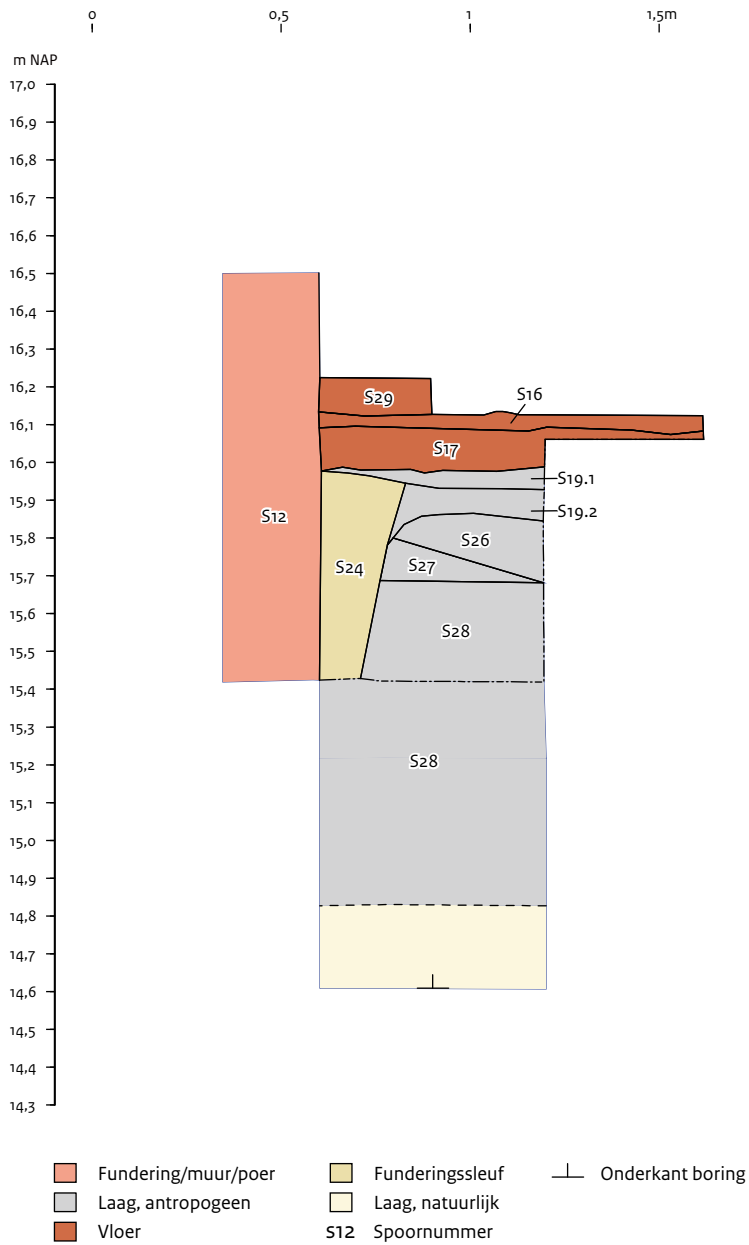 0 0,5 1 1,5m
m NAP
17,0
16,9
16,8
16,7
16,6
16,5
16,4
16,3
16,2
16,1
16,0
15,9
15,8
15,7
15,6
15,5
15,4
15,3
15,2
15,1
15,0
14,9
14,8
14,7
14,6
14,5
14,4
14,3
S29
S16
S17
S19.1
S19.2
S12
S26
S24
S27
S28
S28
Fundering/muur/poer
Laag, antropogeen
Vloer
Funderingssleuf
Laag, natuurlijk
S12 Spoornummer
Onderkant boring